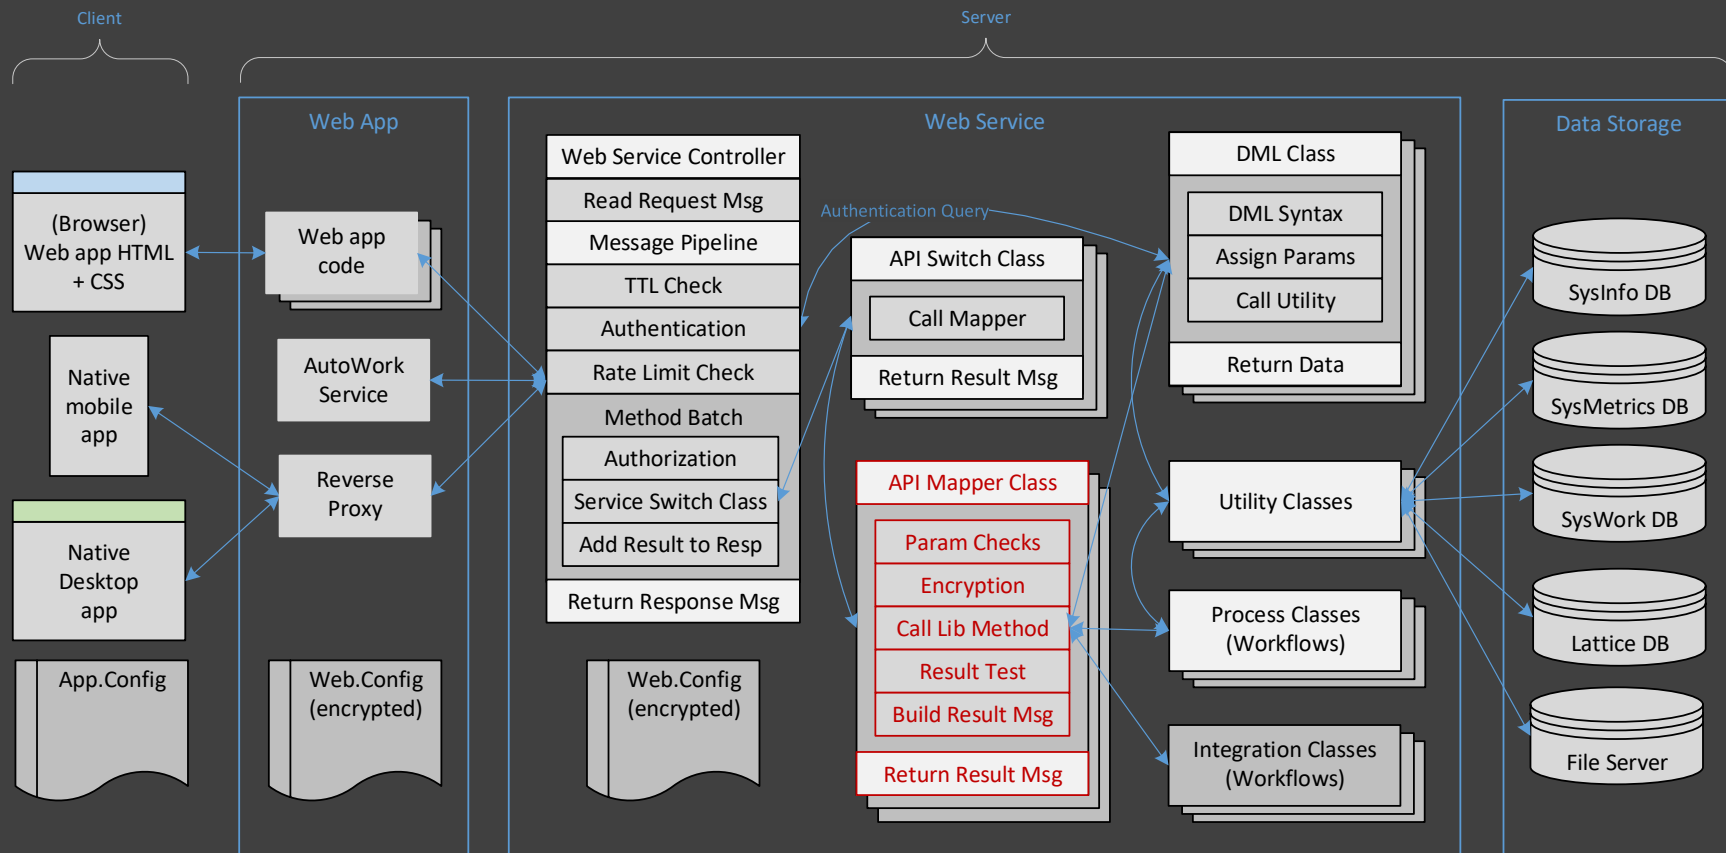 Client
Server
Web App
Web Service
Data Storage
(Browser)
Web app HTML
+ CSS
Native
mobile
app
Native
Desktop
app
App.Config
Web app
code
AutoWork
Service
Reverse
Proxy
Web.Config
(encrypted)
Web Service Controller
Read Request Msg
Message Pipeline
TTL Check
Authentication
Rate Limit Check
Method Batch
Authorization
Service Switch Class
Add Result to Resp
Return Response Msg
Web.Config
(encrypted)
Authentication Query
API Switch Class
Call Mapper
Return Result Msg
API Mapper Class
Param Checks
Encryption
Call Lib Method
Result Test
Build Result Msg
Return Result Msg
DML Class
DML Syntax
Assign Params
Call Utility
Return Data
Utility Classes
Process Classes
(Workflows)
Integration Classes
(Workflows)
SysInfo DB
SysMetrics DB
SysWork DB
Lattice DB
File Server